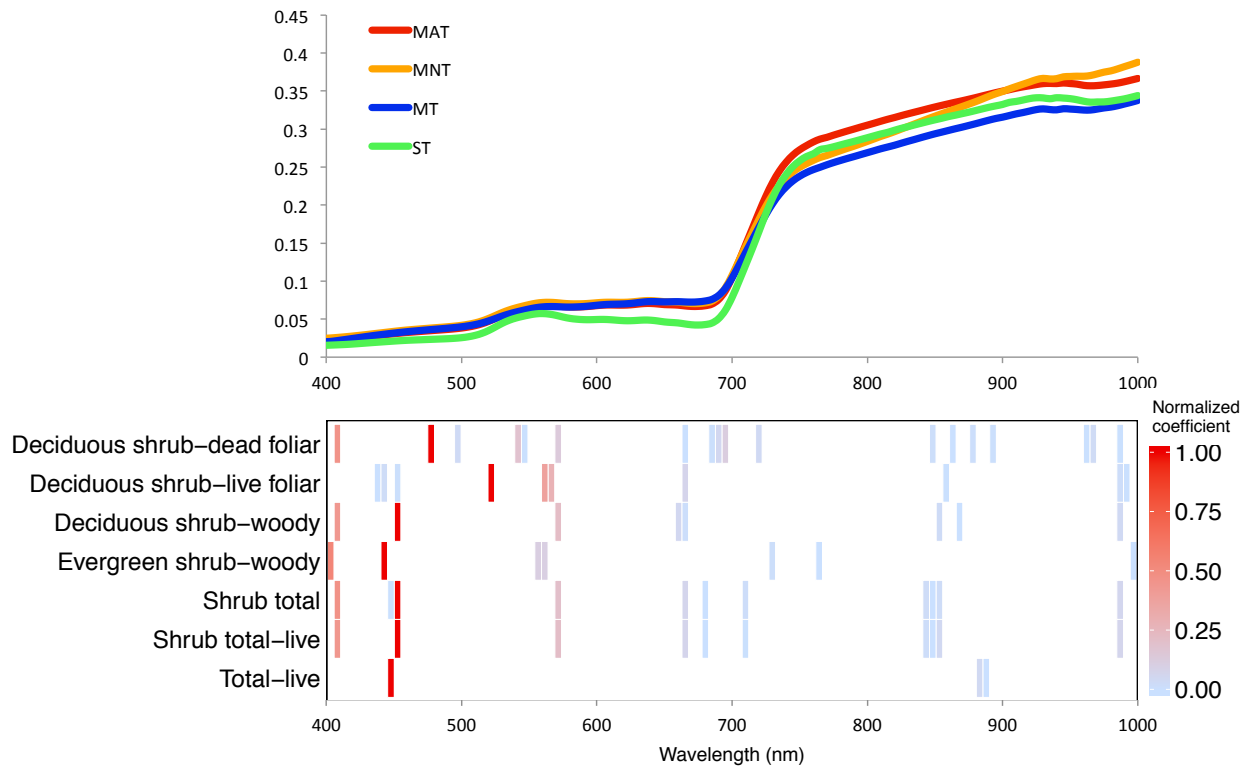 0.45
0.4
0.35
0.3
0.25
0.2
0.15
0.1
0.05
0
MAT
MNT
MT
ST
400 500 600 700 800 900 1000
Normalized
coefficient
1.00
0.75
0.50
0.25
0.00
Deciduous shrub−dead foliar
Deciduous shrub−live foliar
Deciduous shrub−woody
Evergreen shrub−woody
Shrub total
Shrub total−live
Total−live
400 500 600 700 800 900 1000
Wavelength (nm)